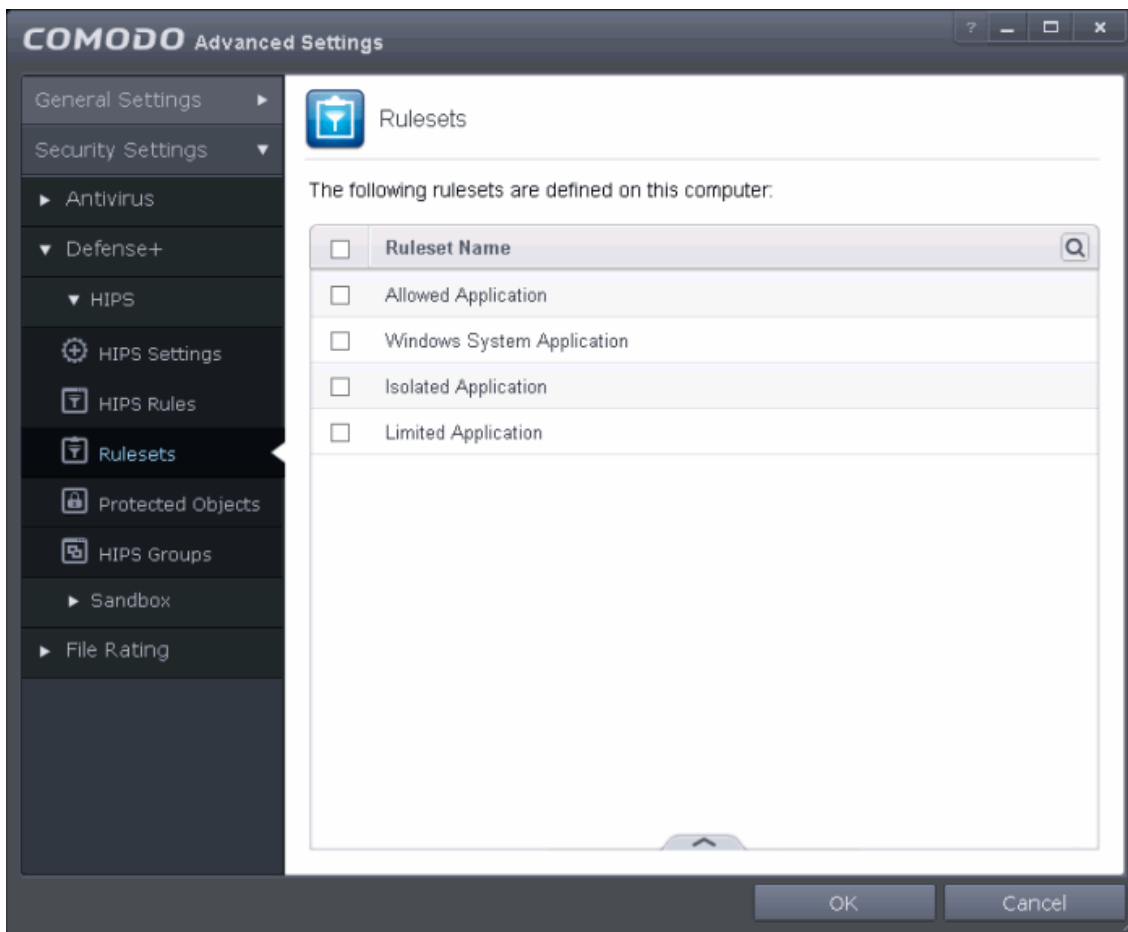 COMODO Advanced Settings
?
General Settings
Security Settings
Antivirus
Defense+
HIPS
HIPS Settings
HIPS Rules
Rulesets
Protected Objects
HIPS Groups
Sandbox
File Rating
Rulesets
The following rulesets are defined on this computer:
Ruleset Name
Allowed Application
Windows System Application
Isolated Application
Limited Application
OK
Cancel